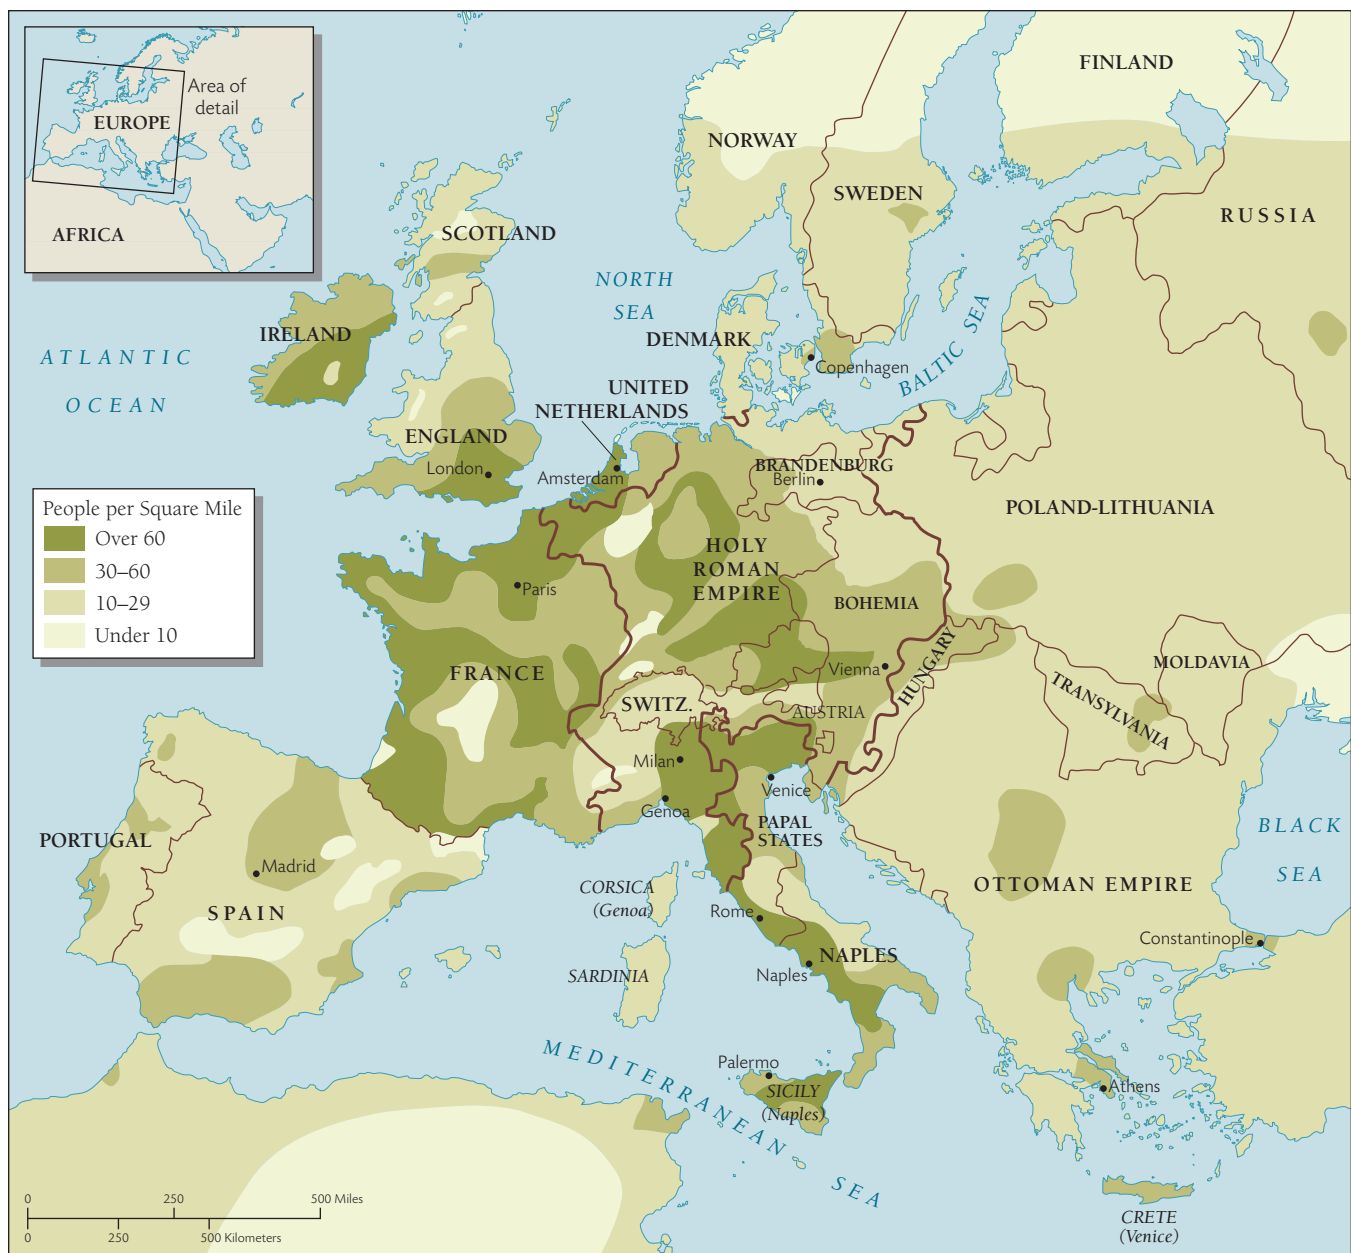 Area of
detail
EUROPE
AFRICA
FINLAND
NORWAY
SWEDEN
RUSSIA
SCOTLAND
NORTH
SEA
IRELAND
ATLANTIC
OCEAN
DENMARK
Copenhagen
BALTIC SEA
UNITED
NETHERLANDS
ENGLAND
London
Amsterdam
BRANDENBURG
Berlin
POLAND-LITHUANIA
People per Square Mile
Over 60
30–60
10–29
Under 10
HOLY
ROMAN
EMPIRE
Paris
BOHEMIA
FRANCE
Vienna
HUNGARY
MOLDAVIA
TRANSYLVANIA
SWITZ.
AUSTRIA
Milan
Venice
Genoa
PAPAL
STATES
PORTUGAL
Madrid
SPAIN
BLACK
SEA
OTTOMAN EMPIRE
CORSICA
(Genoa)
Rome
Constantinople
NAPLES
Naples
SARDINIA
MEDITERRANEAN SEA
Palermo
SICILY
(Naples)
Athens
CRETE
(Venice)
0 250 500 Miles
0 250 500 Kilometers